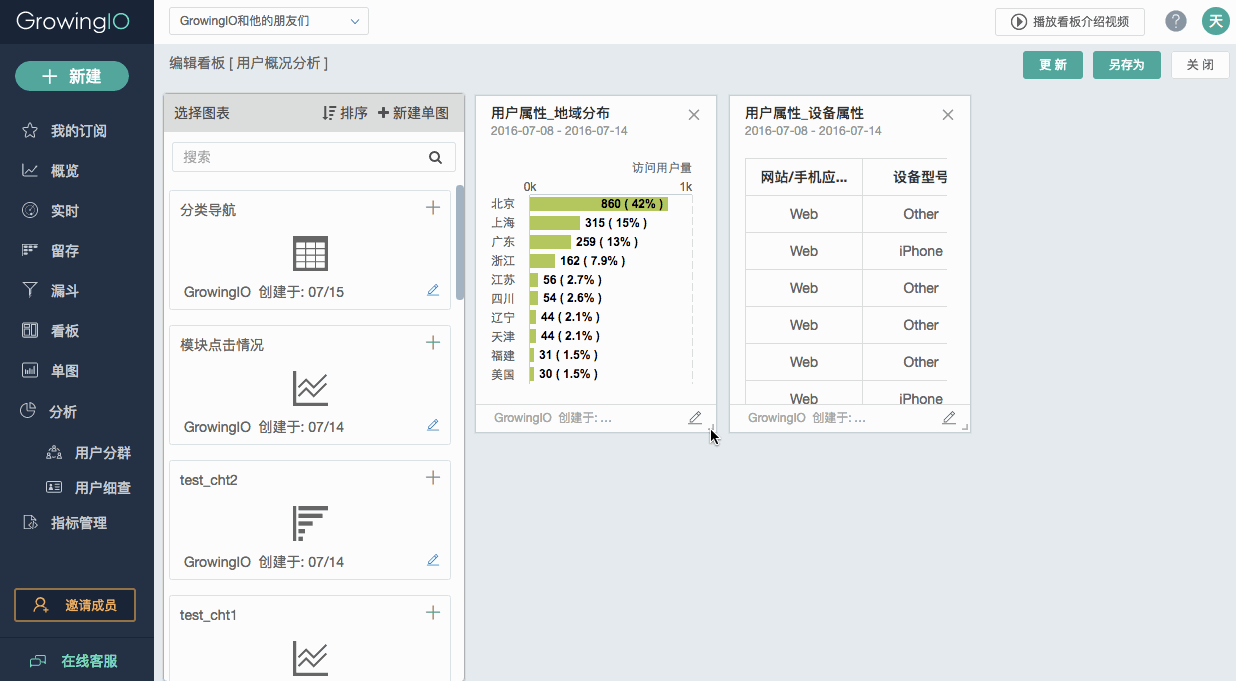 GrowingIO
GrowingIO和他的朋友们
播放看板介绍视频
?
天
新建
我的订阅
概览
实时
留存
漏斗
看板
单图
分析
用户分群
用户细查
指标管理
邀请成员
在线客服
编辑看板 [ 用户概况分析 ]
更 新
另存为
关 闭
选择图表
排序
新建单图
搜索
分类导航
GrowingIO 创建于: 07/15
模块点击情况
GrowingIO 创建于: 07/14
test_cht2
GrowingIO 创建于: 07/14
test_cht1
用户属性_地域分布
2016-07-08 - 2016-07-14
访问用户量
0k 1k
北京 860 ( 42% )
上海 315 ( 15% )
广东 259 ( 13% )
浙江 162 ( 7.9% )
江苏 56 ( 2.7% )
四川 54 ( 2.6% )
辽宁 44 ( 2.1% )
天津 44 ( 2.1% )
福建 31 ( 1.5% )
美国 30 ( 1.5% )
GrowingIO 创建于: ...
用户属性_设备属性
2016-07-08 - 2016-07-14
网站/手机应... 设备型号
Web Other
Web iPhone
Web Other
Web Other
Web Other
Web iPhone
GrowingIO 创建于: ...